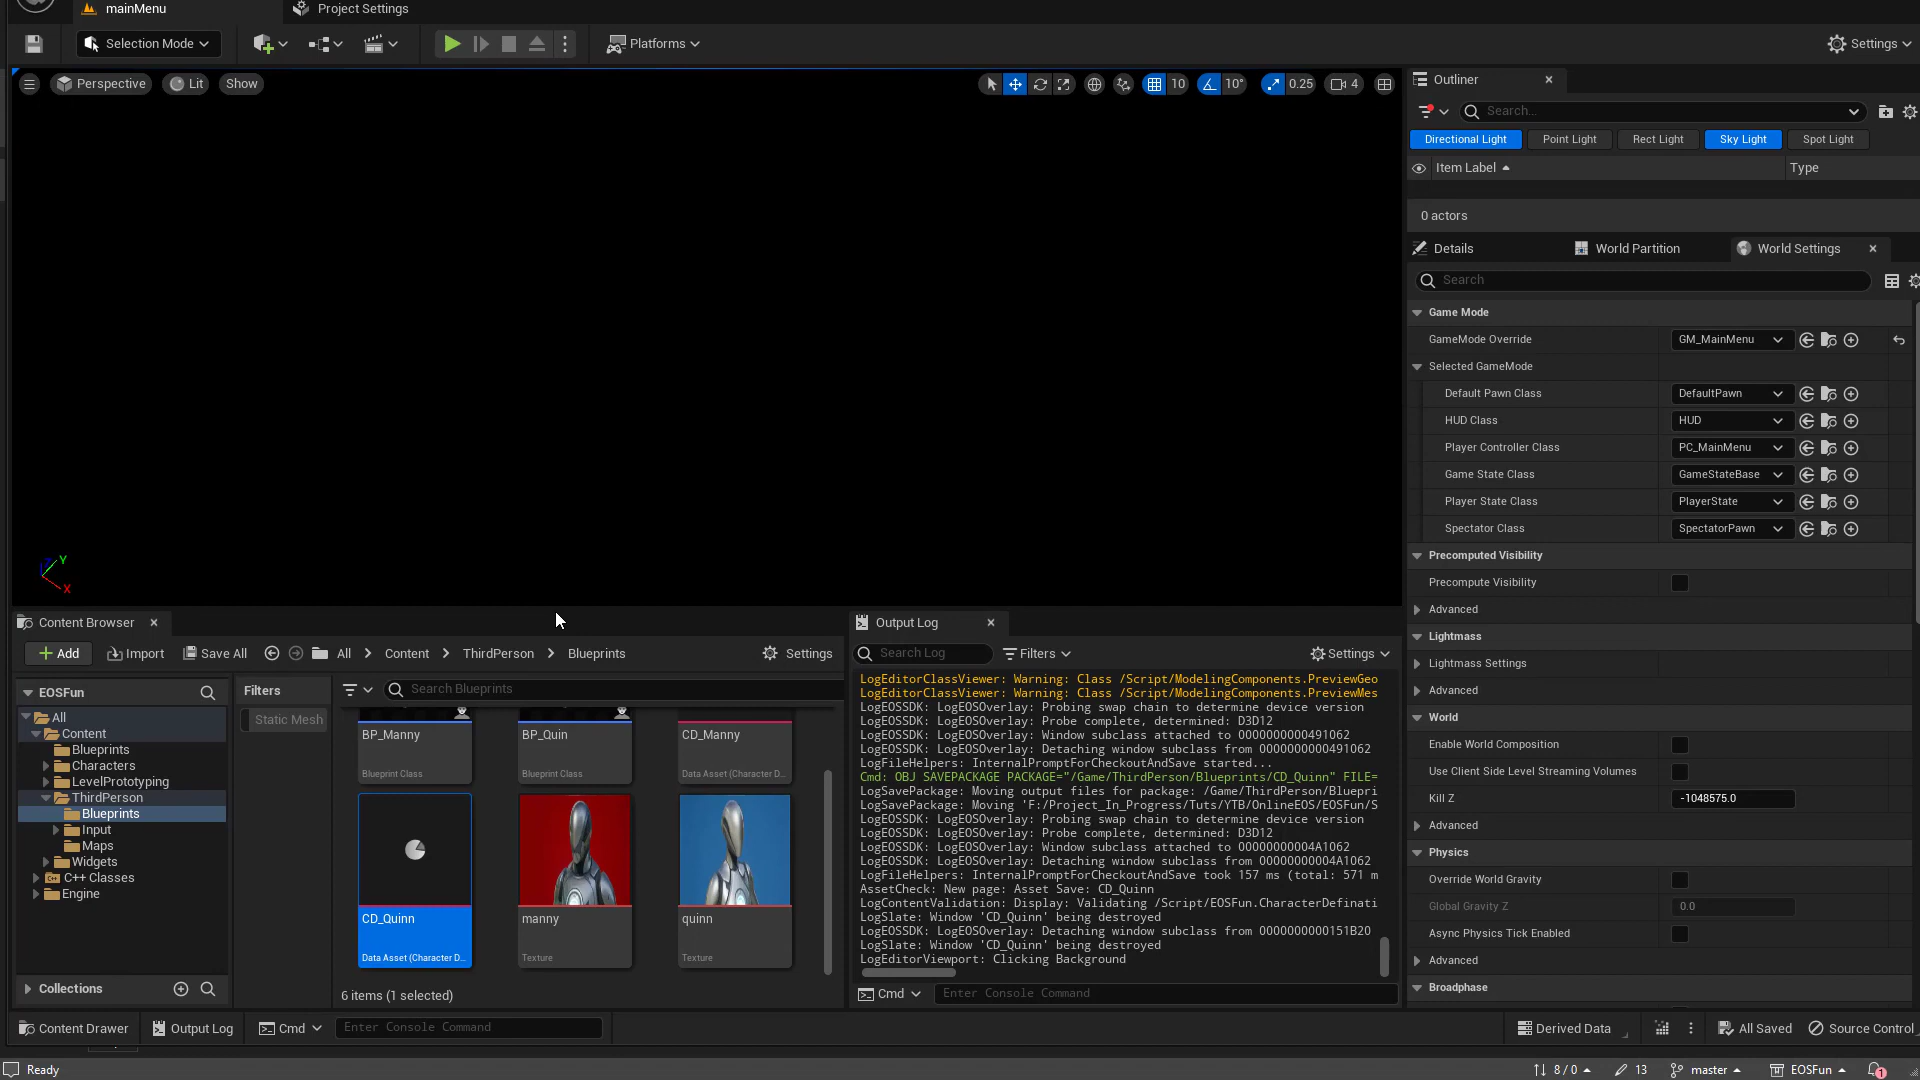 mainMenu
Project Settings
Selection Mode
Platforms
Settings
Perspective
Lit
Show
10
10°
0.25
4
Outliner
Search...
Directional Light
Point Light
Rect Light
Sky Light
Spot Light
Item Label
Type
0 actors
Details
World Partition
World Settings
Search
Game Mode
GameMode Override
GM_MainMenu
Selected GameMode
Default Pawn Class
DefaultPawn
HUD Class
HUD
Player Controller Class
PC_MainMenu
Game State Class
GameStateBase
Player State Class
PlayerState
Spectator Class
SpectatorPawn
Precomputed Visibility
Precompute Visibility
Advanced
Lightmass
Lightmass Settings
Advanced
World
Enable World Composition
Use Client Side Level Streaming Volumes
Kill Z
-1048575.0
Advanced
Physics
Override World Gravity
Global Gravity Z
0.0
Async Physics Tick Enabled
Advanced
Broadphase
Y
X
Content Browser
Add
Import
Save All
All
Content
ThirdPerson
Blueprints
Settings
EOSFun
All
Content
Blueprints
Characters
LevelPrototyping
ThirdPerson
Blueprints
Input
Maps
Widgets
C++ Classes
Engine
Collections
Filters
Static Mesh
Search Blueprints
BP_Manny
Blueprint Class
BP_Quin
Blueprint Class
CD_Manny
Data Asset (Character D...
CD_Quinn
Data Asset (Character D...
manny
Texture
quinn
Texture
6 items (1 selected)
Output Log
Search Log
Filters
Settings
LogEditorClassViewer: Warning: Class /Script/ModelingComponents.PreviewGeo
LogEditorClassViewer: Warning: Class /Script/ModelingComponents.PreviewMes
LogEOSSDK: LogEOSOverlay: Probing swap chain to determine device version
LogEOSSDK: LogEOSOverlay: Probe complete, determined: D3D12
LogEOSSDK: LogEOSOverlay: Window subclass attached to 0000000000491062
LogEOSSDK: LogEOSOverlay: Detaching window subclass from 0000000000491062
LogFileHelpers: InternalPromptForCheckoutAndSave started...
Cmd: OBJ SAVEPACKAGE PACKAGE="/Game/ThirdPerson/Blueprints/CD_Quinn" FILE=
LogSavePackage: Moving output files for package: /Game/ThirdPerson/Bluepri
LogSavePackage: Moving 'F:/Project_In_Progress/Tuts/YTB/OnlineEOS/EOSFun/S
LogEOSSDK: LogEOSOverlay: Probing swap chain to determine device version
LogEOSSDK: LogEOSOverlay: Probe complete, determined: D3D12
LogEOSSDK: LogEOSOverlay: Window subclass attached to 00000000004A1062
LogEOSSDK: LogEOSOverlay: Detaching window subclass from 00000000004A1062
LogFileHelpers: InternalPromptForCheckoutAndSave took 157 ms (total: 571 m
AssetCheck: New page: Asset Save: CD_Quinn
LogContentValidation: Display: Validating /Script/EOSFun.CharacterDefinati
LogSlate: Window 'CD_Quinn' being destroyed
LogEOSSDK: LogEOSOverlay: Detaching window subclass from 0000000000151B20
LogSlate: Window 'CD_Quinn' being destroyed
LogEditorViewport: Clicking Background
Cmd
Enter Console Command
Content Drawer
Output Log
Cmd
Enter Console Command
Derived Data
All Saved
Source Control
Ready
8 / 0
13
master
EOSFun
1